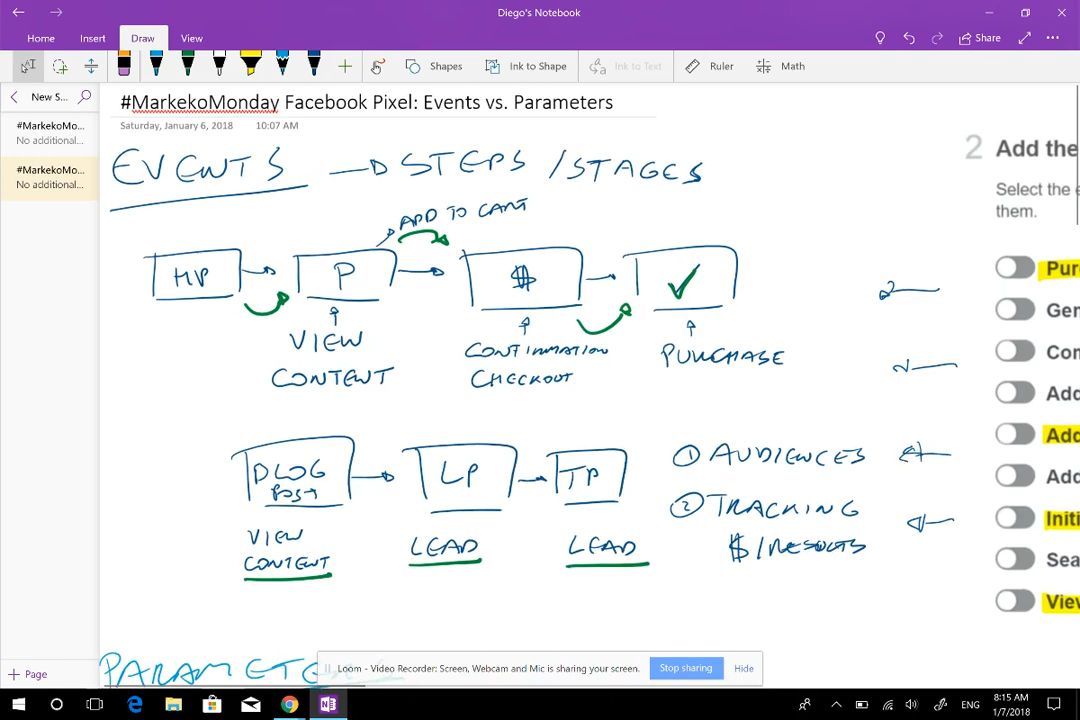 Diego's Notebook
Home Insert Draw View
Share
Shapes Ink to Shape Ink to Text Ruler Math
New S...
#MarkekoMo...
No additional...
#MarkekoMo...
No additional...
Page
#MarkekoMonday Facebook Pixel: Events vs. Parameters
Saturday, January 6, 2018 10:07 AM
EVENTS → STEPS / STAGES
ADD TO CART
HP P $ ✓
VIEW
CONTENT
CONFIRMATION
CHECKOUT
PURCHASE
BLOG
POST
LP TP
VIEW
CONTENT
LEAD LEAD
① AUDIENCES
② TRACKING
$/RESULTS
2 Add the
Select the e
them.
Pur
Gen
Con
Add
Add
Add
Initi
Sea
View
Loom - Video Recorder: Screen, Webcam and Mic is sharing your screen. Stop sharing Hide
ENG 8:15 AM
1/7/2018